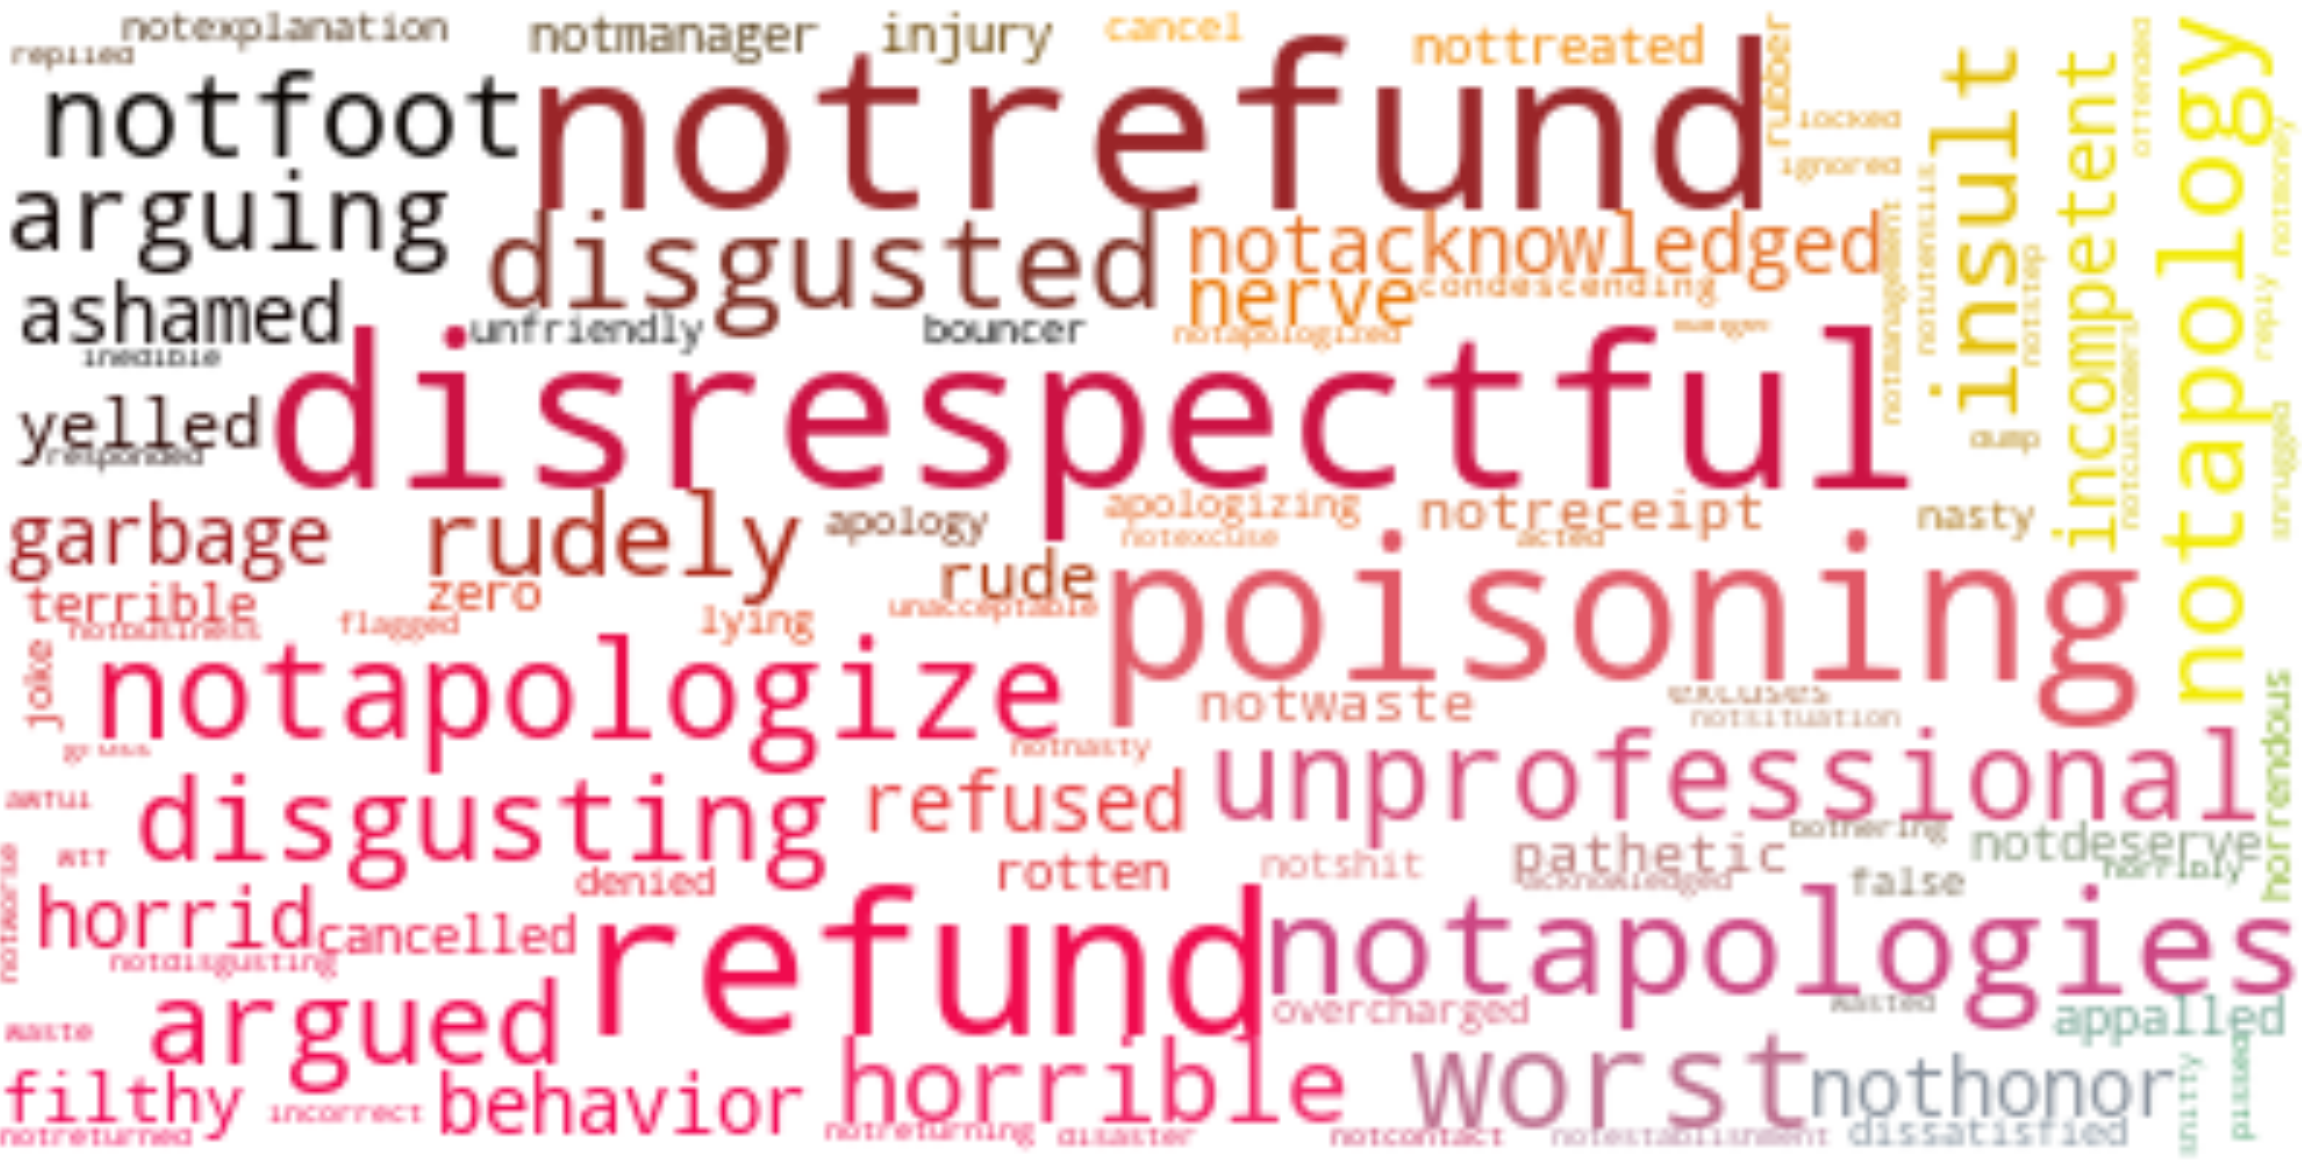 notexplanation
notmanager
injury
cancel
nottreated
replied
notfoot
notrefund
rubber
locked
ignored
insult
incompetent
offended
notapology
notmoney
arguing
disgusted
notacknowledged
nerve
condescending
notmanagement
notutensils
notstep
reply
ashamed
unfriendly
bouncer
notapologized
inedible
yelled
responded
disrespectful
dump
notcustomers
shrugged
garbage
rudely
apology
apologizing
notreceipt
nasty
notexcuse
acted
terrible
zero
rude
unacceptable
poisoning
notbusiness
flagged
lying
joke
notapologize
notwaste
excuses
notsituation
gross
notnasty
unprofessional
horrendous
awful
disgusting
refused
bothering
notdeserve
wtf
denied
rotten
notshit
pathetic
acknowledged
false
horribly
notworse
horrid
cancelled
notdisgusting
refund
notapologies
argued
overcharged
wasted
appalled
waste
filthy
incorrect
behavior
horrible
worst
nothonor
shitty
pissed
notreturned
notreturning
disaster
notcontact
notestablishment
dissatisfied